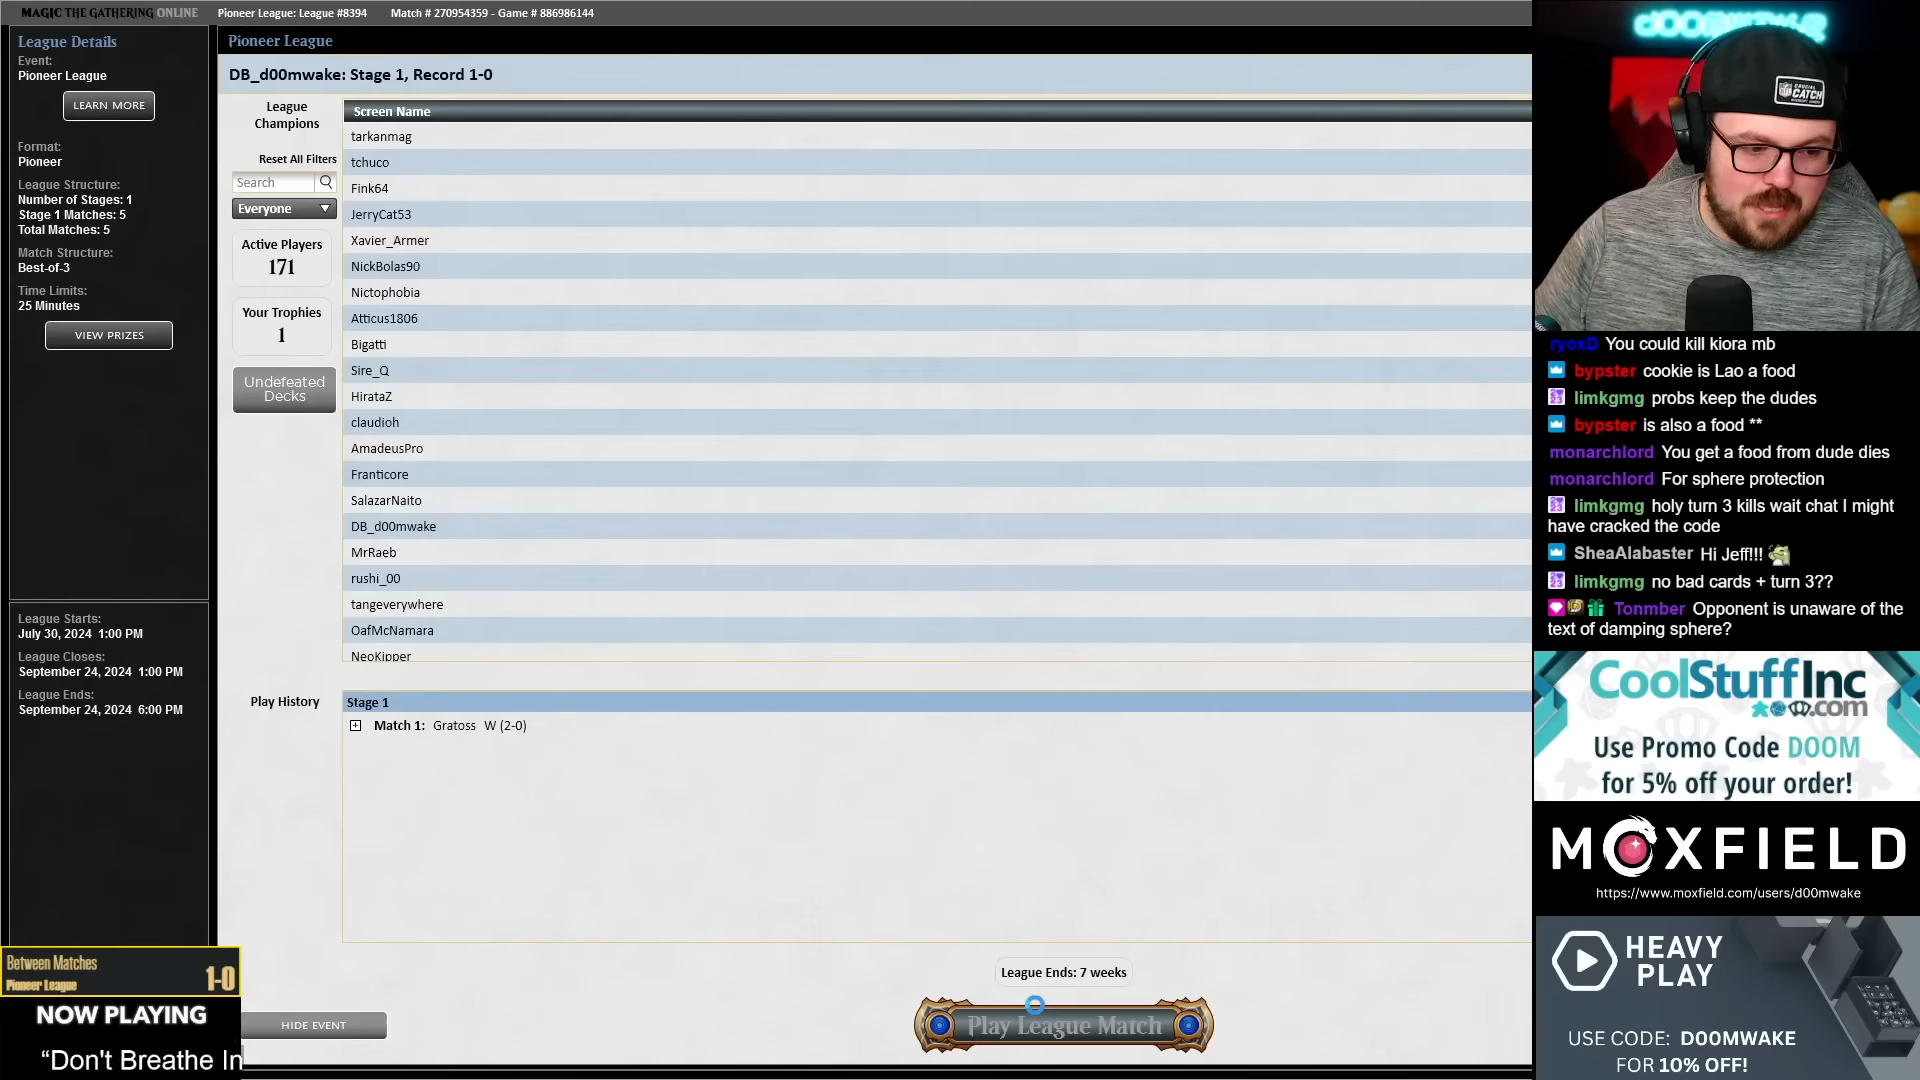 MAGIC THE GATHERING ONLINE
Pioneer League: League #8394
Match # 270954359 - Game # 886986144
League Details
Event:
Pioneer League
LEARN MORE
Format:
Pioneer
League Structure:
Number of Stages: 1
Stage 1 Matches: 5
Total Matches: 5
Match Structure:
Best-of-3
Time Limits:
25 Minutes
VIEW PRIZES
League Starts:
July 30, 2024 1:00 PM
League Closes:
September 24, 2024 1:00 PM
League Ends:
September 24, 2024 6:00 PM
Between Matches
Pioneer League
1-0
NOW PLAYING
“Don't Breathe In
Pioneer League
DB_d00mwake: Stage 1, Record 1-0
League
Champions
Reset All Filters
Search
Everyone
Active Players
171
Your Trophies
1
Undefeated
Decks
Screen Name
tarkanmag
tchuco
Fink64
JerryCat53
Xavier_Armer
NickBolas90
Nictophobia
Atticus1806
Bigatti
Sire_Q
HirataZ
claudioh
AmadeusPro
Franticore
SalazarNaito
DB_d00mwake
MrRaeb
rushi_00
tangeverywhere
OafMcNamara
NeoKipper
Play History
Stage 1
Match 1: Gratoss W (2-0)
League Ends: 7 weeks
Play League Match
HIDE EVENT
d00mwake
CRUCIAL
CATCH
ryoxD You could kill kiora mb
bypster cookie is Lao a food
limkgmg probs keep the dudes
bypster is also a food **
monarchlord You get a food from dude dies
monarchlord For sphere protection
limkgmg holy turn 3 kills wait chat I might
have cracked the code
SheaAlabaster Hi Jeff!!!
limkgmg no bad cards + turn 3??
Tonmber Opponent is unaware of the
text of damping sphere?
CoolStuffInc
.com
Use Promo Code DOOM
for 5% off your order!
MOXFIELD
https://www.moxfield.com/users/d00mwake
HEAVY
PLAY
USE CODE: D00MWAKE
FOR 10% OFF!